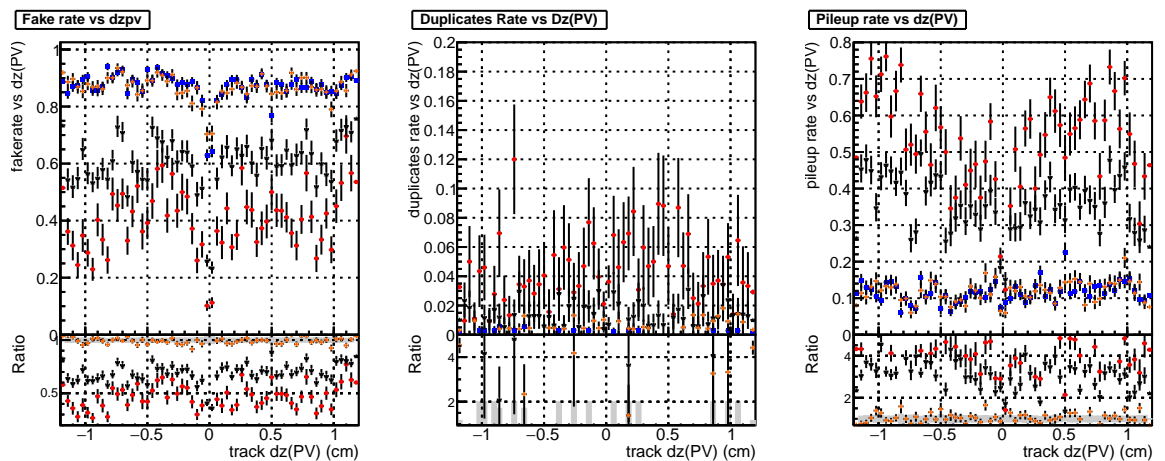 Fake rate vs dzpv
fakerate vs dz(PV)
1
0.8
0.6
0.4
0.2
0
Ratio
0.5
−1 −0.5 0 0.5 1
track dz(PV) (cm)
Duplicates Rate vs Dz(PV)
duplicates rate vs dz(PV)
0.2
0.18
0.16
0.14
0.12
0.1
0.08
0.06
0.04
0.02
0
Ratio
4
2
−1 −0.5 0 0.5 1
track dz(PV) (cm)
Pileup rate vs dz(PV)
pileup rate vs dz(PV)
0.8
0.7
0.6
0.5
0.4
0.3
0.2
0.1
0
Ratio
4
2
−1 −0.5 0 0.5 1
track dz(PV) (cm)